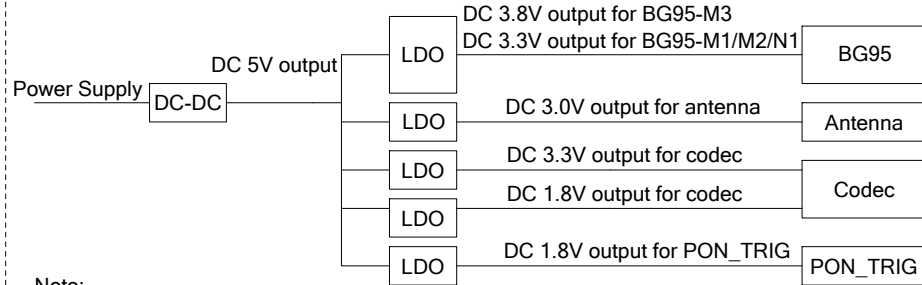 DC 3.8V output for BG95-M3
DC 3.3V output for BG95-M1/M2/N1
LDO
BG95
DC 5V output
Power Supply
DC-DC
LDO
DC 3.0V output for antenna
Antenna
LDO
DC 3.3V output for codec
Codec
DC 1.8V output for codec
LDO
LDO
DC 1.8V output for PON_TRIG
PON_TRIG
Note: